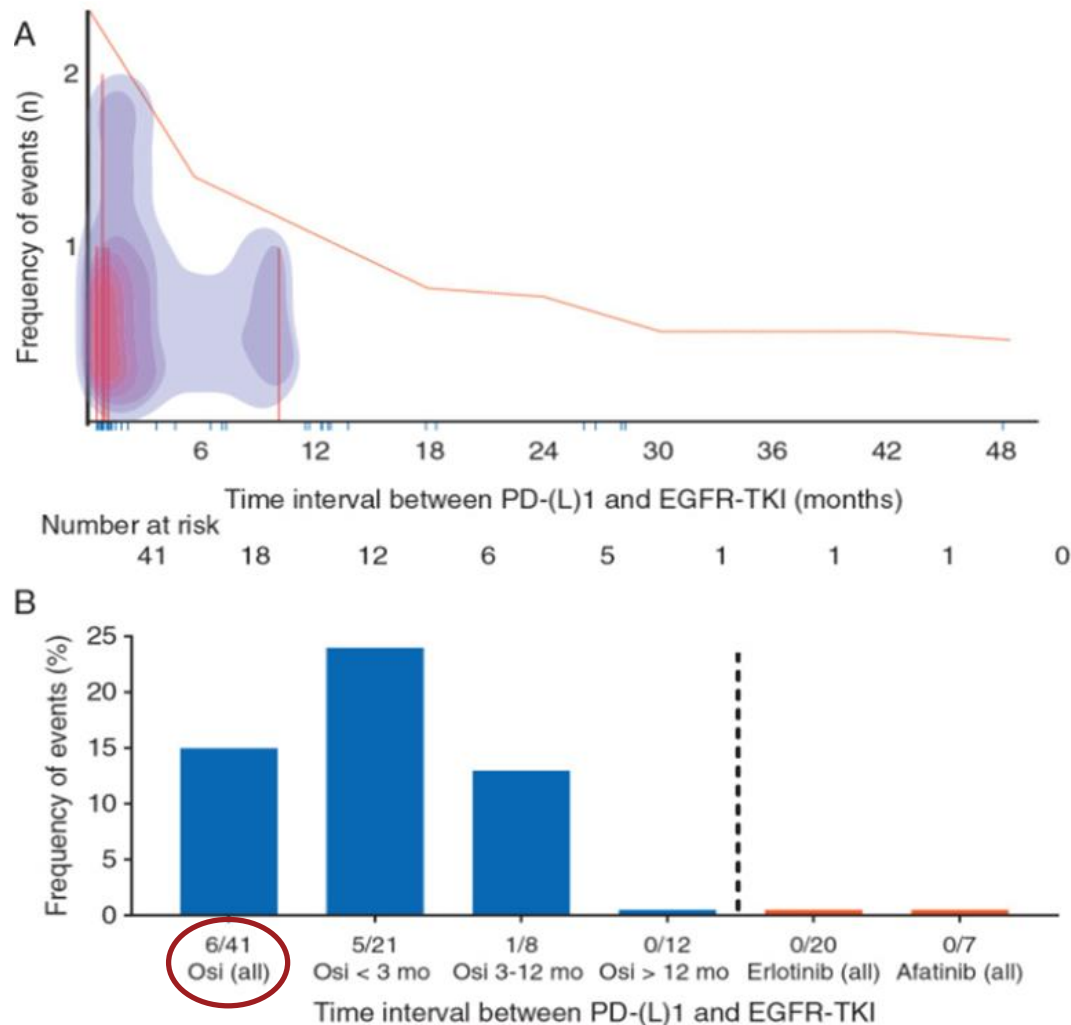 A
Frequency of events (n)
2
1
6 12 18 24 30 36 42 48
Time interval between PD-(L)1 and EGFR-TKI (months)
Number at risk
41 18 12 6 5 1 1 1 0
B
Frequency of events (%)
25
20
15
10
5
0
6/41 5/21 1/8 0/12 0/20 0/7
Osi (all) Osi < 3 mo Osi 3-12 mo Osi > 12 mo Erlotinib (all) Afatinib (all)
Time interval between PD-(L)1 and EGFR-TKI